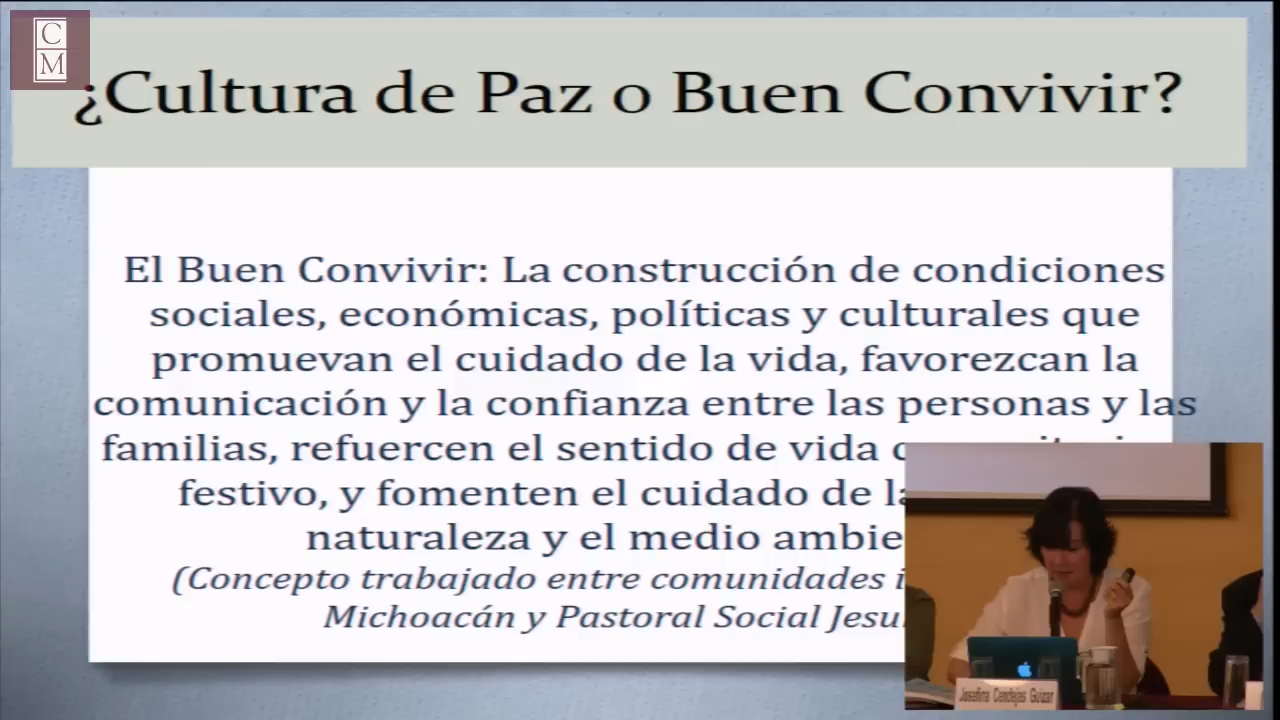 C
M
¿Cultura de Paz o Buen Convivir?
El Buen Convivir: La construcción de condiciones
sociales, económicas, políticas y culturales que
promuevan el cuidado de la vida, favorezcan la
comunicación y la confianza entre las personas y las
familias, refuercen el sentido de vida
festivo, y fomenten el cuidado de la
naturaleza y el medio
(Concepto trabajado entre comunidades
Michoacán y Pastoral Social
Josefina Cendejas Guizar